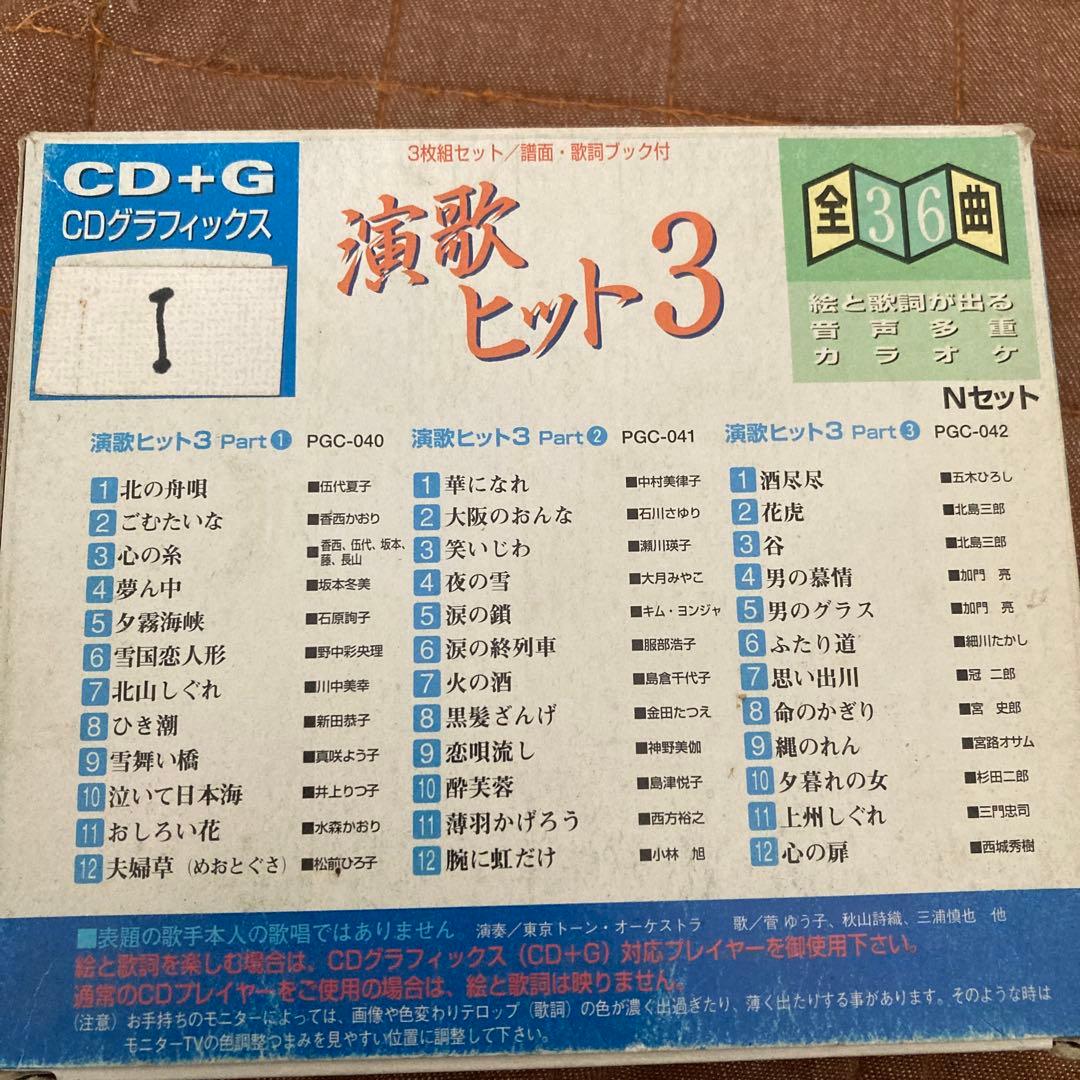 CD+G
CDグラフィックス
I
3枚組セット／譜面・歌詞ブック付
演歌
ヒット3
全36曲
絵と歌詞が出る
音声多重
カラオケ
Nセット
演歌ヒット3 Part① PGC-040
1 北の舟唄 ■伍代夏子
2 ごむたいな ■香西かおり
3 心の糸 ■香西、伍代、坂本、藤、長山
4 夢ん中 ■坂本冬美
5 夕霧海峡 ■石原詢子
6 雪国恋人形 ■野中彩央理
7 北山しぐれ ■川中美幸
8 ひき潮 ■新田恭子
9 雪舞い橋 ■真咲よう子
10 泣いて日本海 ■井上りつ子
11 おしろい花 ■水森かおり
12 夫婦草（めおとぐさ） ■松前ひろ子
演歌ヒット3 Part② PGC-041
1 華になれ ■中村美律子
2 大阪のおんな ■石川さゆり
3 笑いじわ ■瀬川瑛子
4 夜の雪 ■大月みやこ
5 涙の鎖 ■キム・ヨンジャ
6 涙の終列車 ■服部浩子
7 火の酒 ■島倉千代子
8 黒髪ざんげ ■金田たつえ
9 恋唄流し ■神野美伽
10 酔芙蓉 ■島津悦子
11 薄羽かげろう ■西方裕之
12 腕に虹だけ ■小林 旭
演歌ヒット3 Part③ PGC-042
1 酒尽尽 ■五木ひろし
2 花虎 ■北島三郎
3 谷 ■北島三郎
4 男の慕情 ■加門 亮
5 男のグラス ■加門 亮
6 ふたり道 ■細川たかし
7 思い出川 ■冠 二郎
8 命のかぎり ■宮 史郎
9 縄のれん ■宮路オサム
10 夕暮れの女 ■杉田二郎
11 上州しぐれ ■三門忠司
12 心の扉 ■西城秀樹
■表題の歌手本人の歌唱ではありません 演奏／東京トーン・オーケストラ 歌／菅 ゆう子、秋山詩織、三浦慎也 他
絵と歌詞を楽しむ場合は、CDグラフィックス（CD+G）対応プレイヤーを御使用下さい。
通常のCDプレイヤーをご使用の場合は、絵と歌詞は映りません。
（注意） お手持ちのモニターによっては、画像や色変わりテロップ（歌詞）の色が濃く出過ぎたり、薄く出たりする事があります。そのような時は
モニターTVの色調整つまみを見やすい位置に調整して下さい。